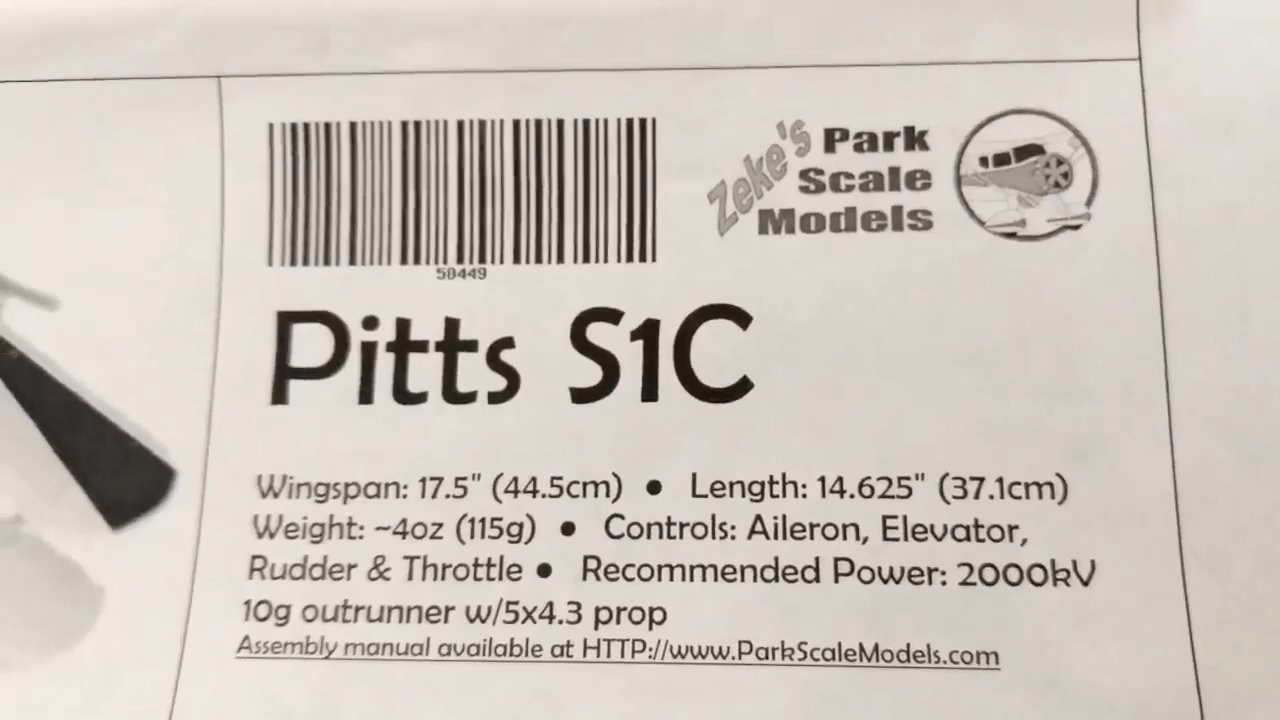 Zeke's Park
Scale
Models
50449
Pitts S1C
Wingspan: 17.5" (44.5cm) • Length: 14.625" (37.1cm)
Weight: ~4oz (115g) • Controls: Aileron, Elevator,
Rudder & Throttle • Recommended Power: 2000kV
10g outrunner w/5x4.3 prop
Assembly manual available at HTTP://www.ParkScaleModels.com